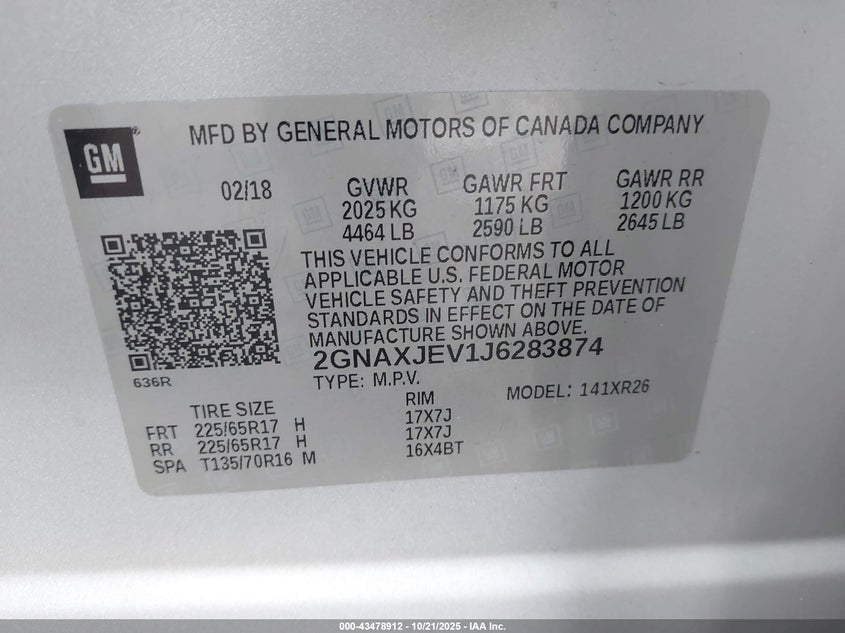 GM
MFD BY GENERAL MOTORS OF CANADA COMPANY
02/18 GVWR GAWR FRT GAWR RR
2025 KG 1175 KG 1200 KG
4464 LB 2590 LB 2645 LB
THIS VEHICLE CONFORMS TO ALL
APPLICABLE U.S. FEDERAL MOTOR
VEHICLE SAFETY AND THEFT PREVENTION
STANDARDS IN EFFECT ON THE DATE OF
MANUFACTURE SHOWN ABOVE.
2GNAXJEV1J6283874
636R TYPE: M.P.V. MODEL: 141XR26
TIRE SIZE RIM
FRT 225/65R17 H 17X7J
RR 225/65R17 H 17X7J
SPA T135/70R16 M 16X4BT
000-43478912 - 10/21/2025 - IAA Inc.